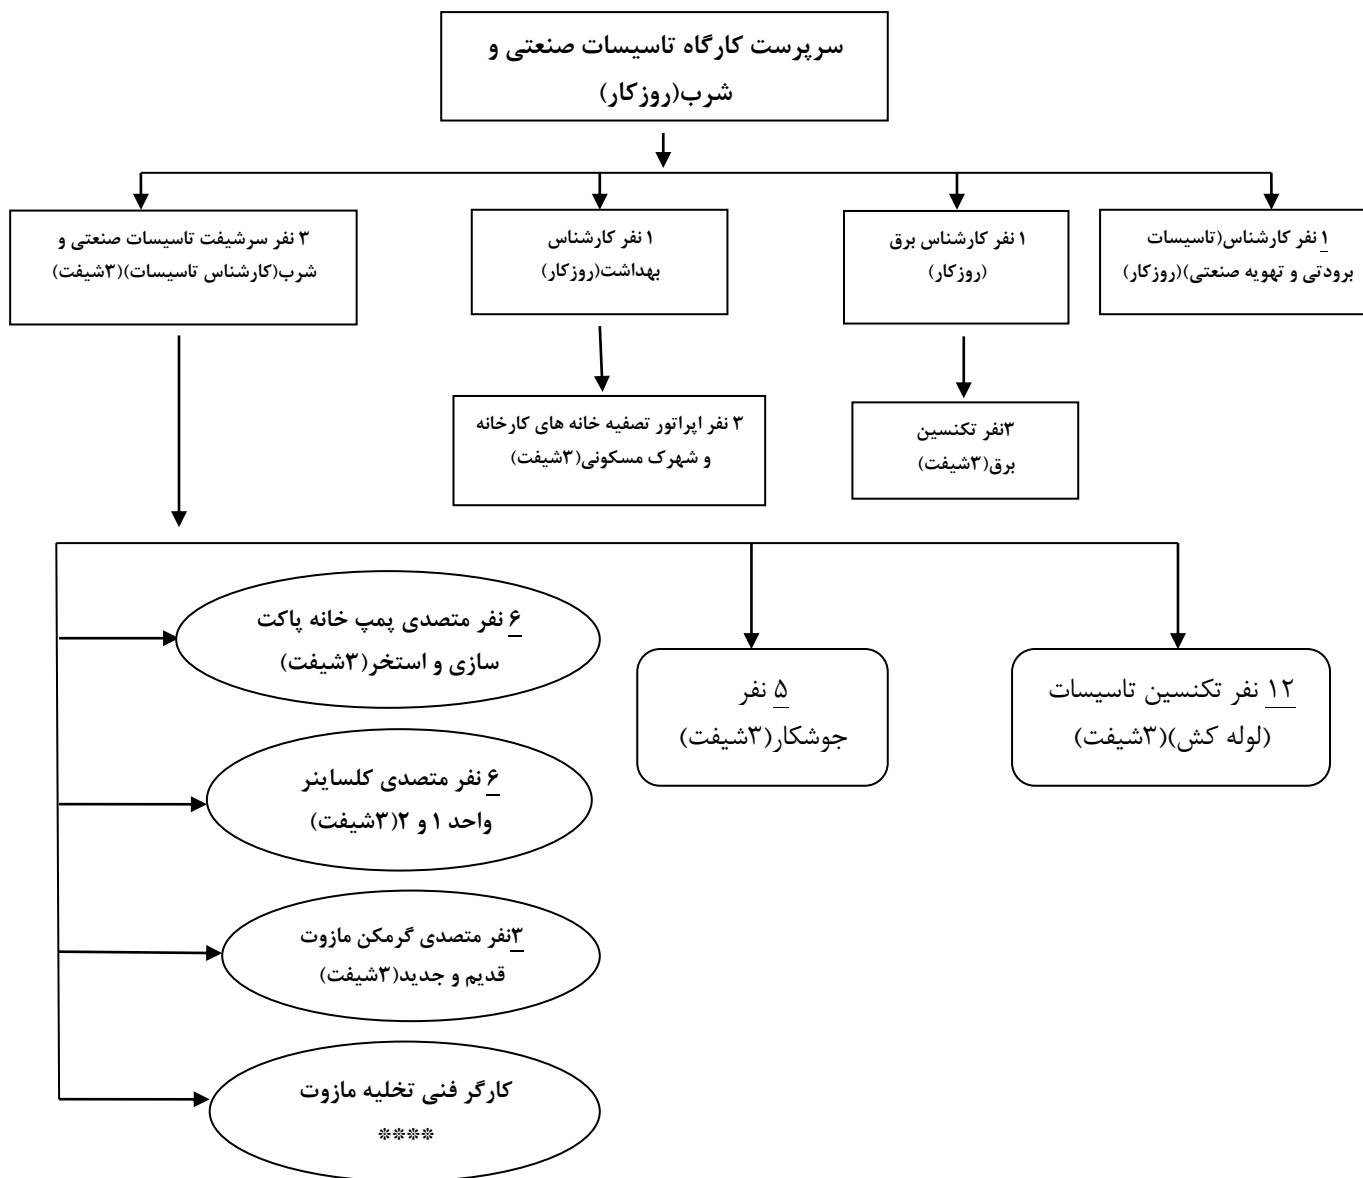 سرپرست کارگاه تاسیسات صنعتی و
شرب(روزکار)
۱ نفر کارشناس(تاسیسات
برودتی و تهویه صنعتی)(روزکار)
۱ نفر کارشناس برق
(روزکار)
۱ نفر کارشناس
بهداشت(روزکار)
۳ نفر سرشیفت تاسیسات صنعتی و
شرب(کارشناس تاسیسات)(۳شیفت)
۳نفر تکنسین
برق(۳شیفت)
۳ نفر اپراتور تصفیه خانه های کارخانه
و شهرک مسکونی(۳شیفت)
۱۲ نفر تکنسین تاسیسات
(لوله کش)(۳شیفت)
۵ نفر
جوشکار(۳شیفت)
۶ نفر متصدی پمپ خانه پاکت
سازی و استخر(۳شیفت)
۶ نفر متصدی کلساینر
واحد ۱ و ۲(۳شیفت)
۳نفر متصدی گرمکن مازوت
قدیم و جدید(۳شیفت)
کارگر فنی تخلیه مازوت
****